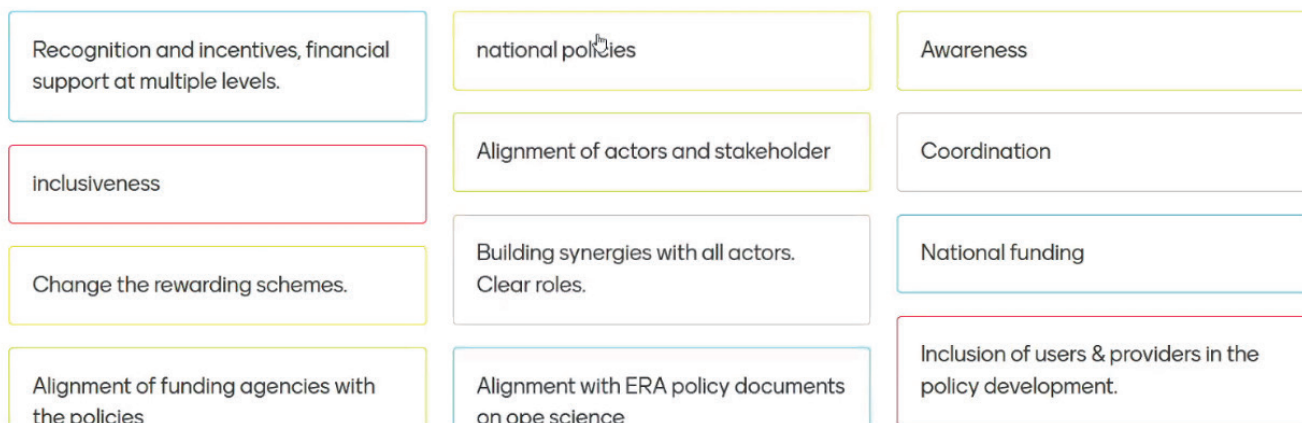 Recognition and incentives, financial
support at multiple levels.
inclusiveness
Change the rewarding schemes.
Alignment of funding agencies with
the policies
national policies
Alignment of actors and stakeholder
Building synergies with all actors.
Clear roles.
Alignment with ERA policy documents
on ope science
Awareness
Coordination
National funding
Inclusion of users & providers in the
policy development.